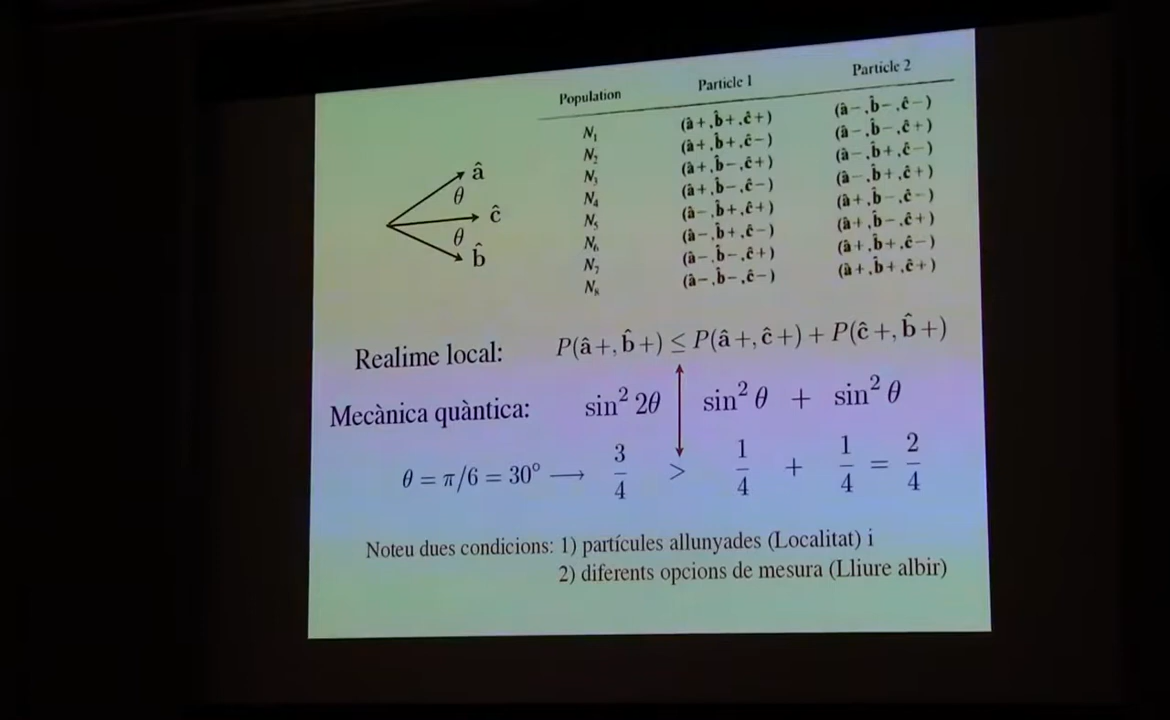 Population Particle 1 Particle 2
N₁ (â+,b̂+,ĉ+) (â−,b̂−,ĉ−)
N₂ (â+,b̂+,ĉ−) (â−,b̂−,ĉ+)
N₃ (â+,b̂−,ĉ+) (â−,b̂+,ĉ−)
N₄ (â+,b̂−,ĉ−) (â−,b̂+,ĉ+)
N₅ (â−,b̂+,ĉ+) (â+,b̂−,ĉ−)
N₆ (â−,b̂+,ĉ−) (â+,b̂−,ĉ+)
N₇ (â−,b̂−,ĉ+) (â+,b̂+,ĉ−)
N₈ (â−,b̂−,ĉ−) (â+,b̂+,ĉ+)
â
θ
ĉ
θ
b̂
Realime local: P(â+,b̂+) ≤ P(â+,ĉ+) + P(ĉ+,b̂+)
Mecànica quàntica: sin² 2θ sin² θ + sin² θ
θ = π/6 = 30° ⟶ 3/4 > 1/4 + 1/4 = 2/4
Noteu dues condicions: 1) partícules allunyades (Localitat) i
2) diferents opcions de mesura (Lliure albir)